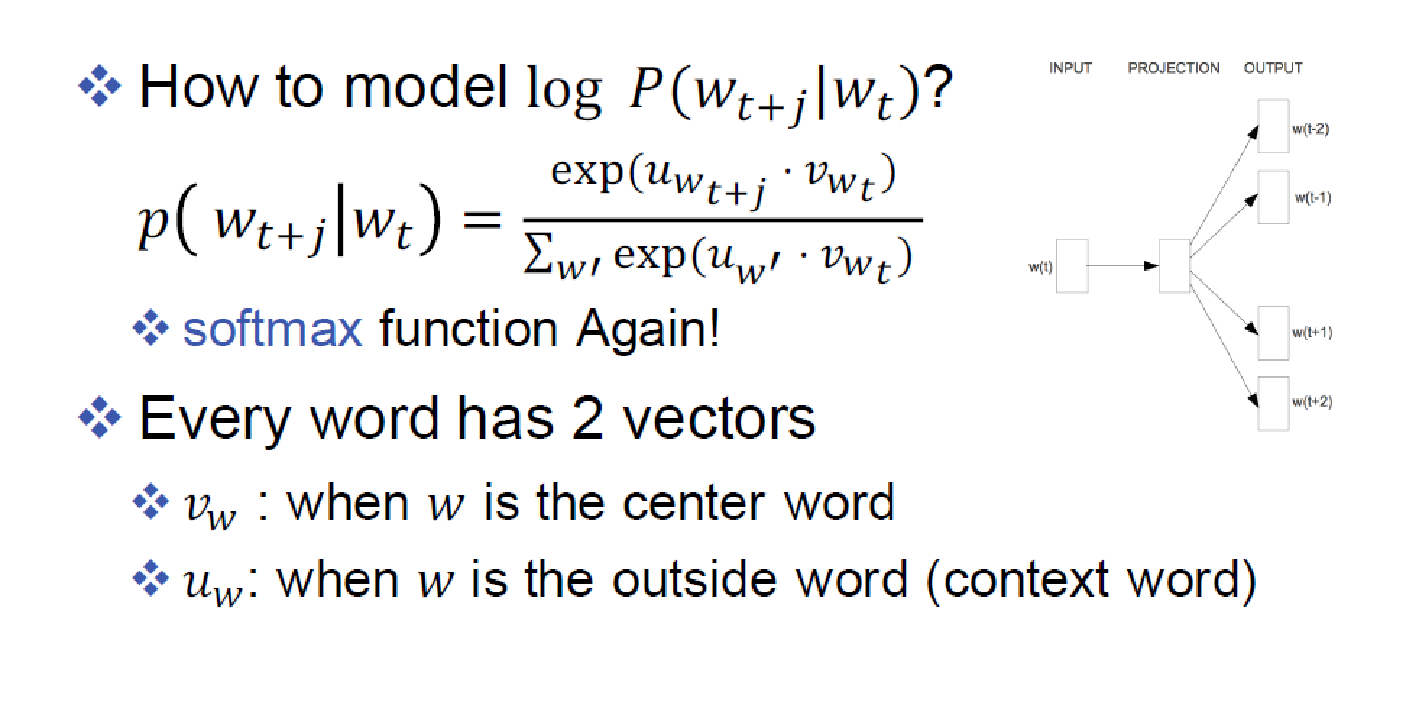 ❖ How to model log P(w_{t+j}|w_t)?
p( w_{t+j}|w_t) = \frac{exp(u_{w_{t+j}} · v_{w_t})}{∑_{w′} exp(u_{w′} · v_{w_t})}
❖ softmax function Again!
❖ Every word has 2 vectors
❖ v_w : when w is the center word
❖ u_w: when w is the outside word (context word)
INPUT PROJECTION OUTPUT
w(t-2)
w(t-1)
w(t)
w(t+1)
w(t+2)